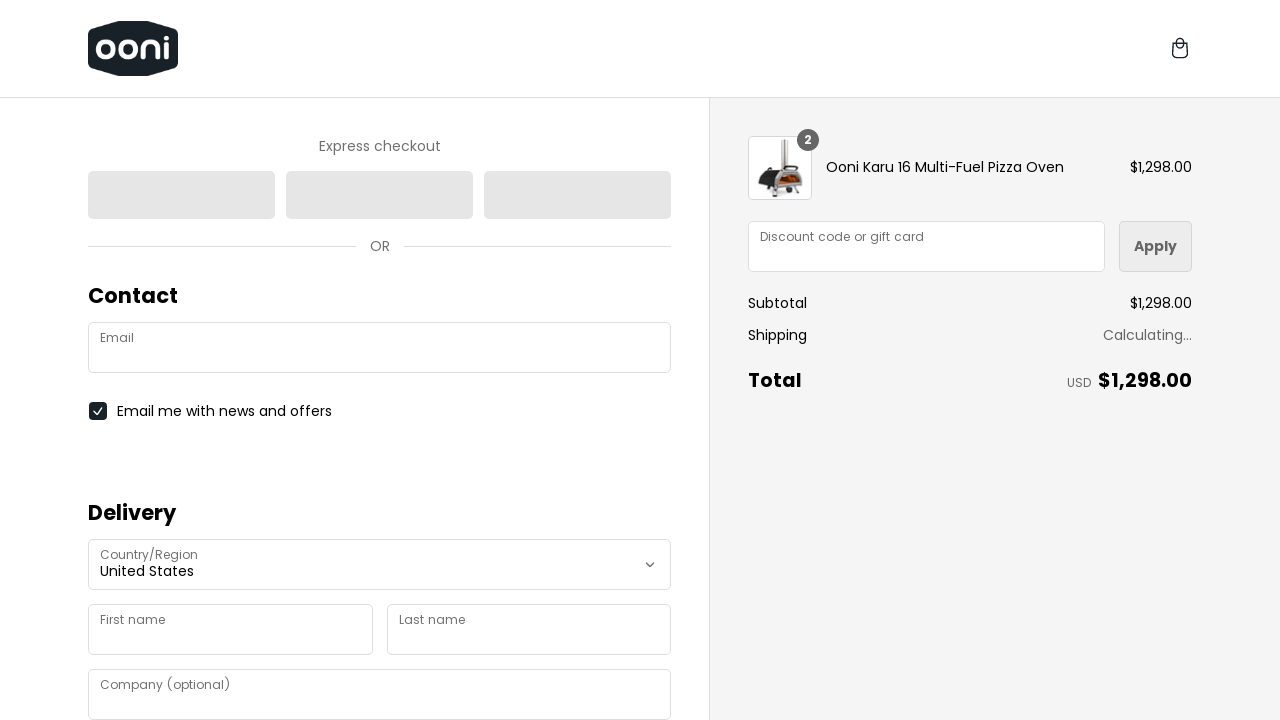 ooni
Express checkout
OR
Contact
Email
Email me with news and offers
Delivery
Country/Region
United States
First name
Last name
Company (optional)
2
Ooni Karu 16 Multi-Fuel Pizza Oven
$1,298.00
Discount code or gift card
Apply
Subtotal
$1,298.00
Shipping
Calculating...
Total
USD $1,298.00